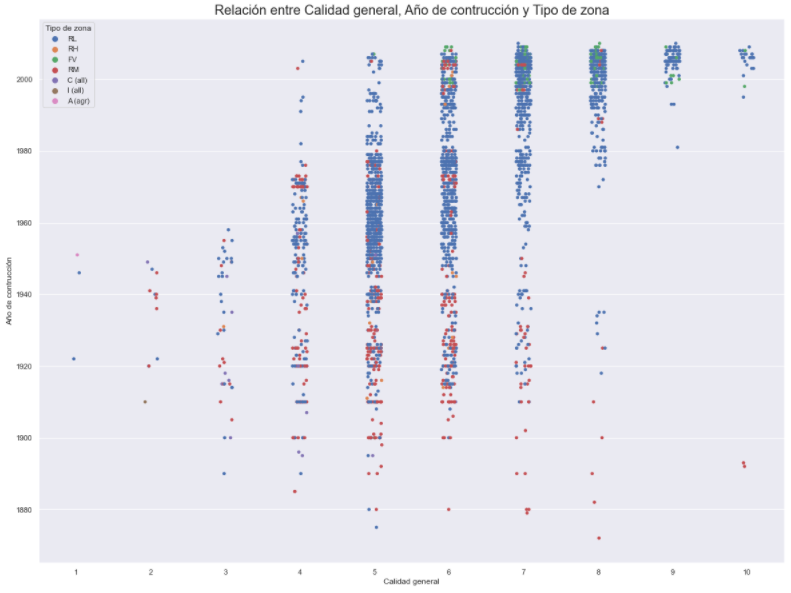 Relación entre Calidad general, Año de contrucción y Tipo de zona
Tipo de zona
RL
RH
FV
RM
C (all)
I (all)
A (agr)
2000
1980
1960
1940
1920
1900
1880
Año de contrucción
1 2 3 4 5 6 7 8 9 10
Calidad general